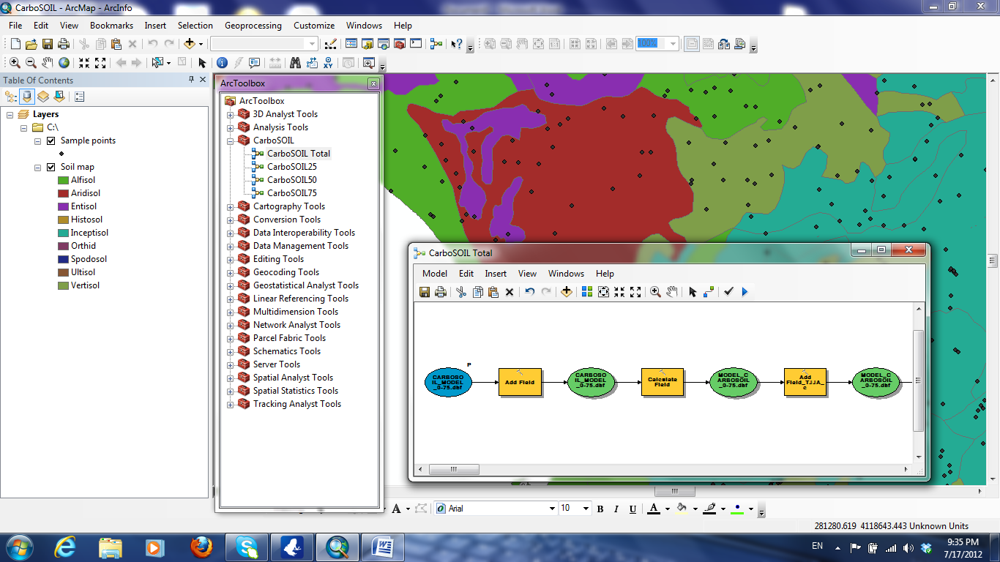 CarboSOIL - ArcMap - ArcInfo
File Edit View Bookmarks Insert Selection Geoprocessing Customize Windows Help
100%
Table Of Contents
Layers
C:\
Sample points
Soil map
Alfisol
Aridisol
Entisol
Histosol
Inceptisol
Orthid
Spodosol
Ultisol
Vertisol
ArcToolbox
ArcToolbox
3D Analyst Tools
Analysis Tools
CarboSOIL
CarboSOIL Total
CarboSOIL25
CarboSOIL50
CarboSOIL75
Cartography Tools
Conversion Tools
Data Interoperability Tools
Data Management Tools
Editing Tools
Geocoding Tools
Geostatistical Analyst Tools
Linear Referencing Tools
Multidimension Tools
Network Analyst Tools
Parcel Fabric Tools
Schematics Tools
Server Tools
Spatial Analyst Tools
Spatial Statistics Tools
Tracking Analyst Tools
CarboSOIL Total
Model Edit Insert View Windows Help
P
CARBOSO
IL_MODEL
_0-75.dbf
Add Field
CARBOSO
IL_MODEL
_0-75.dbf
Calculate
Field
MODEL_C
ARBOSOIL
_0-75.dbf
Add
Field_TJJA_
c
MODEL_C
ARBOSOIL
_0-75.dbf
A Arial 10 B I U A
281280.619 4118643.443 Unknown Units
EN
9:35 PM
7/17/2012